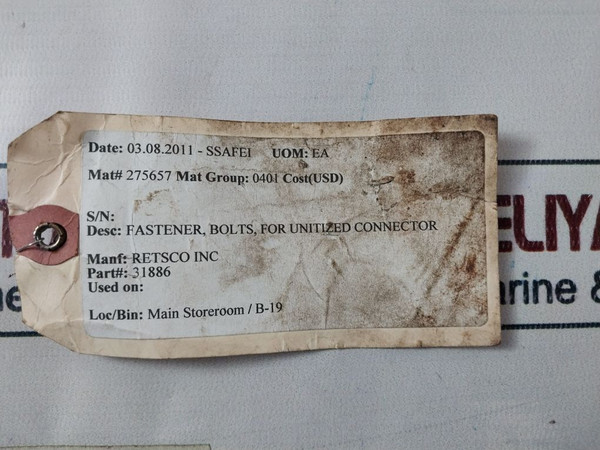 Date: 03.08.2011 - SSAFEI UOM: EA
Mat# 275657 Mat Group: 0401 Cost(USD)
S/N:
Desc: FASTENER, BOLTS, FOR UNITIZED CONNECTOR
Manf: RETSCO INC
Part#: 31886
Used on:
Loc/Bin: Main Storeroom / B-19
ELIYA
arine &